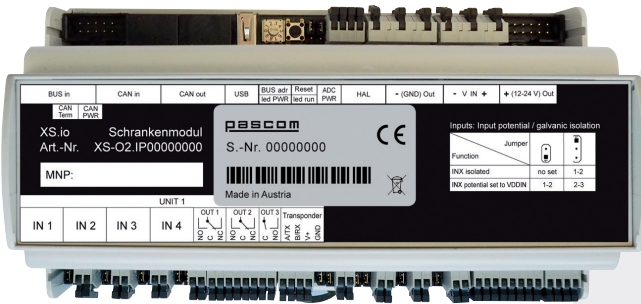 BUS in
CAN in
CAN out
USB
BUS adr
led PWR
Reset
led run
ADC
PWR
HAL
- (GND) Out
- V IN +
+ (12-24 V) Out
CAN
Term
CAN
PWR
XS.io Schrankenmodul
Art.-Nr. XS-O2.IP00000000
MNP:
pascom
S.-Nr. 00000000
CE
Made in Austria
Inputs: Input potential / galvanic isolation
Jumper
Function
INX isolated no set 1-2
INX potential set to VDDIN 1-2 2-3
UNIT 1
IN 1
IN 2
IN 3
IN 4
OUT 1
NO
C
NC
OUT 2
NO
C
NC
OUT 3
C
NO
Transponder
A/TX
B/RX
V+
GND